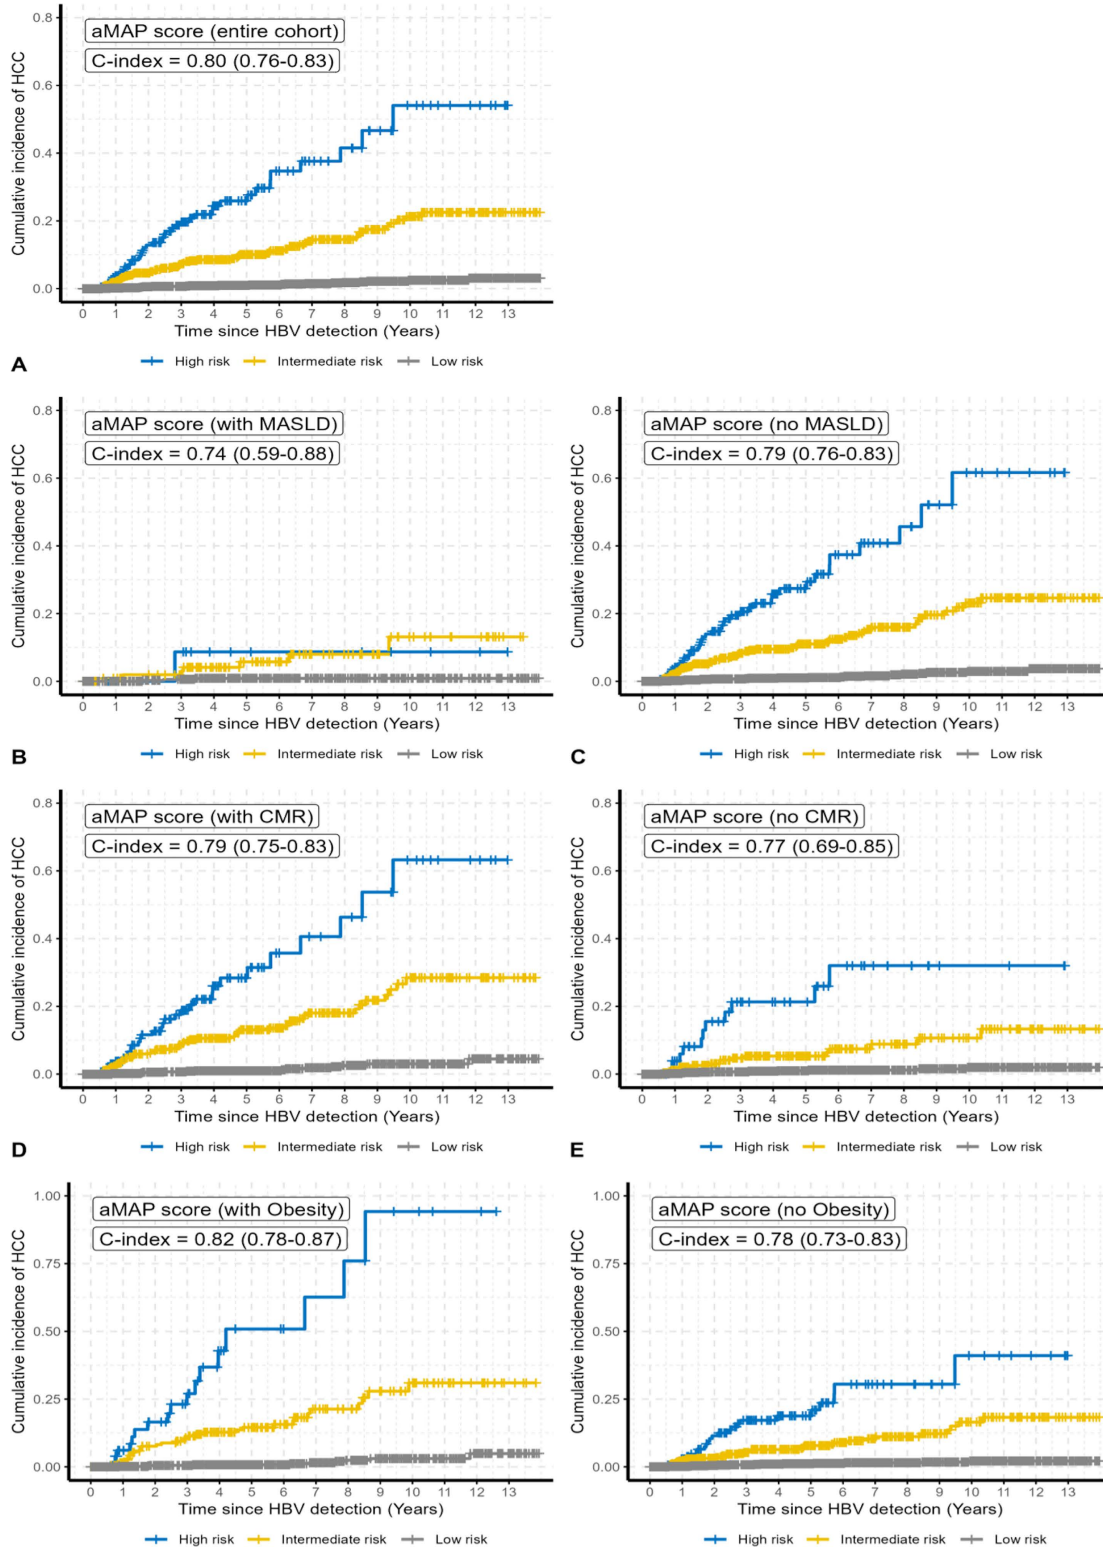 aMAP score (entire cohort)
C-index = 0.80 (0.76-0.83)
Cumulative incidence of HCC
0.8
0.6
0.4
0.2
0.0
0 1 2 3 4 5 6 7 8 9 10 11 12 13
Time since HBV detection (Years)
High risk Intermediate risk Low risk
A
aMAP score (with MASLD)
C-index = 0.74 (0.59-0.88)
Cumulative incidence of HCC
0.8
0.6
0.4
0.2
0.0
0 1 2 3 4 5 6 7 8 9 10 11 12 13
Time since HBV detection (Years)
High risk Intermediate risk Low risk
B
aMAP score (no MASLD)
C-index = 0.79 (0.76-0.83)
Cumulative incidence of HCC
0.8
0.6
0.4
0.2
0.0
0 1 2 3 4 5 6 7 8 9 10 11 12 13
Time since HBV detection (Years)
High risk Intermediate risk Low risk
C
aMAP score (with CMR)
C-index = 0.79 (0.75-0.83)
Cumulative incidence of HCC
0.8
0.6
0.4
0.2
0.0
0 1 2 3 4 5 6 7 8 9 10 11 12 13
Time since HBV detection (Years)
High risk Intermediate risk Low risk
D
aMAP score (no CMR)
C-index = 0.77 (0.69-0.85)
Cumulative incidence of HCC
0.8
0.6
0.4
0.2
0.0
0 1 2 3 4 5 6 7 8 9 10 11 12 13
Time since HBV detection (Years)
High risk Intermediate risk Low risk
E
aMAP score (with Obesity)
C-index = 0.82 (0.78-0.87)
Cumulative incidence of HCC
1.00
0.75
0.50
0.25
0.00
0 1 2 3 4 5 6 7 8 9 10 11 12 13
Time since HBV detection (Years)
High risk Intermediate risk Low risk
aMAP score (no Obesity)
C-index = 0.78 (0.73-0.83)
Cumulative incidence of HCC
1.00
0.75
0.50
0.25
0.00
0 1 2 3 4 5 6 7 8 9 10 11 12 13
Time since HBV detection (Years)
High risk Intermediate risk Low risk